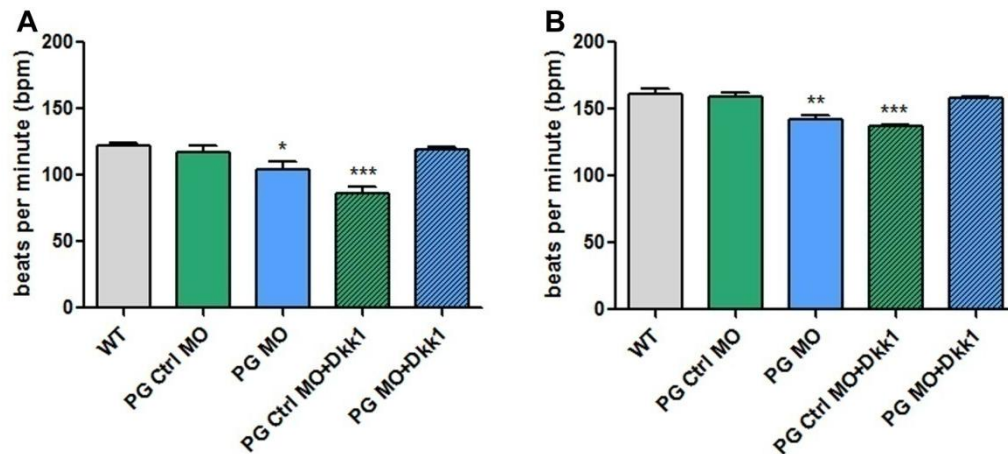 A
beats per minute (bpm)
200
150
100
50
0
*
***
WT
PG Ctrl MO
PG MO
PG Ctrl MO+Dkk1
PG MO+Dkk1
B
beats per minute (bpm)
200
150
100
50
0
**
***
WT
PG Ctrl MO
PG MO
PG Ctrl MO+Dkk1
PG MO+Dkk1